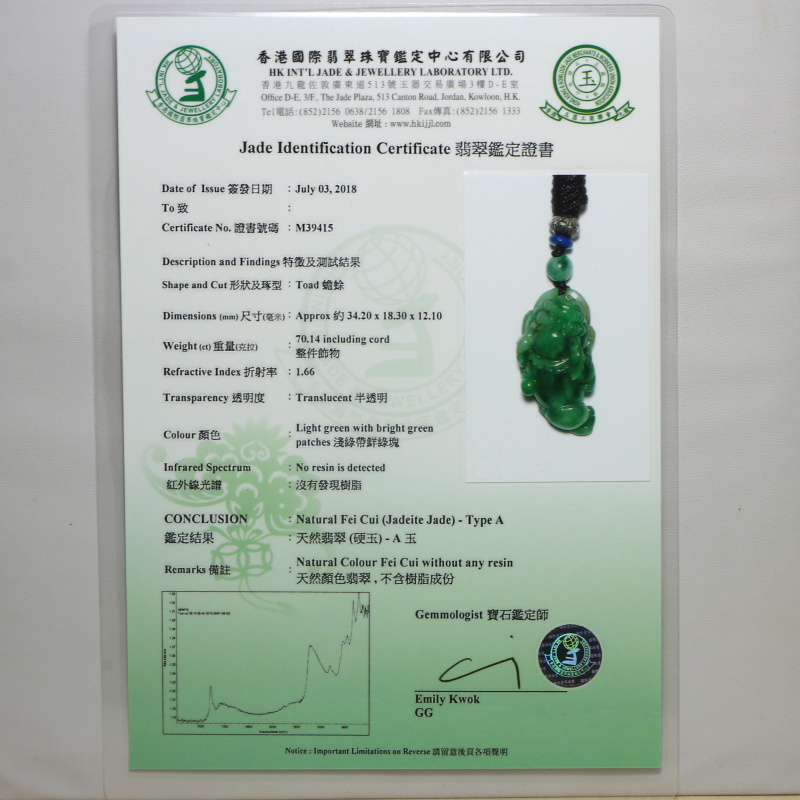 香港國際翡翠珠寶鑑定中心有限公司
HK INT'L JADE & JEWELLERY LABORATORY LTD.
香港九龍佐敦廣東道513號玉器交易廣場3樓D-E室
Office D-E, 3/F., The Jade Plaza, 513 Canton Road, Jordan, Kowloon, H.K.
Tel電話:(852)2156 0638/2156 1808 Fax傳真:(852)2156 1333
Website 網址:www.hkijjl.com
玉
Jade Identification Certificate 翡翠鑑定證書
Date of Issue 簽發日期 : July 03, 2018
To 致 :
Certificate No. 證書號碼 : M39415
Description and Findings 特徵及測試結果
Shape and Cut 形狀及琢型 : Toad 蟾蜍
Dimensions (mm) 尺寸(毫米) : Approx 約 34.20 x 18.30 x 12.10
Weight (ct) 重量(克拉) : 70.14 including cord
整件飾物
Refractive Index 折射率 : 1.66
Transparency 透明度 : Translucent 半透明
Colour 顏色 : Light green with bright green
patches 淺綠帶鮮綠塊
Infrared Spectrum : No resin is detected
紅外線光譜 : 沒有發現樹脂
CONCLUSION : Natural Fei Cui (Jadeite Jade) - Type A
鑑定結果 : 天然翡翠 (硬玉) - A 玉
Remarks 備註 : Natural Colour Fei Cui without any resin
天然顏色翡翠，不含樹脂成份
Gemmologist 寶石鑑定師
Emily Kwok
GG
Notice : Important Limitations on Reverse 請留意後頁各項聲明